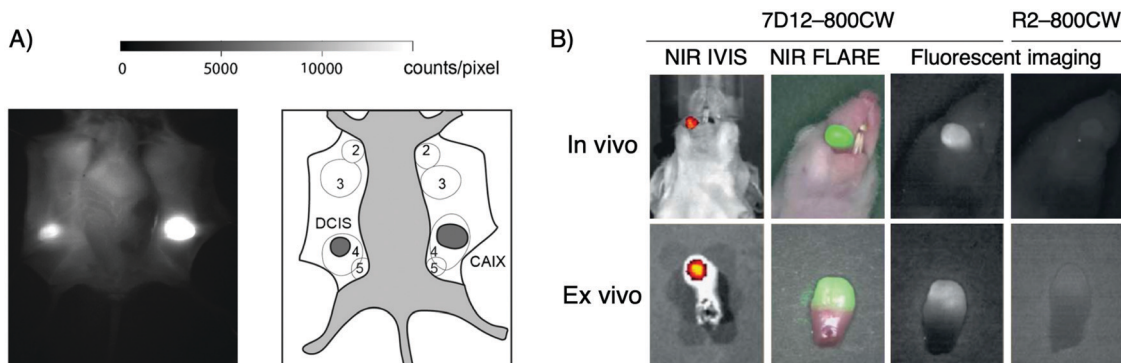 A)
0 5000 10000 counts/pixel
2 2
3 3
DCIS
4 4
CAIX
5 5
B)
7D12–800CW R2–800CW
NIR IVIS NIR FLARE Fluorescent imaging
In vivo
Ex vivo